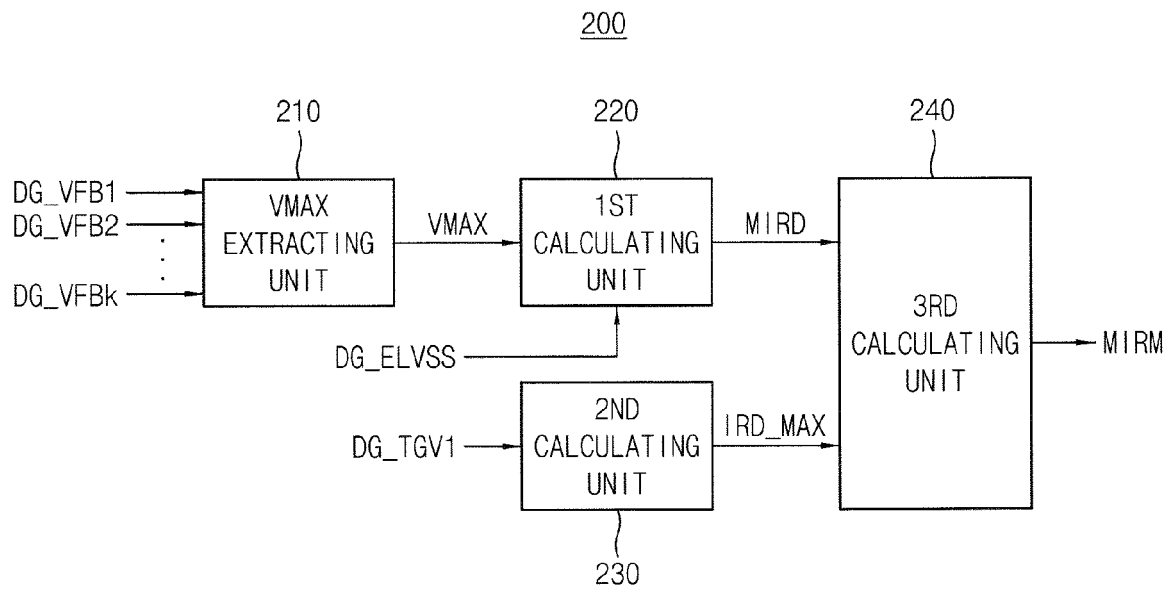 200
210
220
240
DG_VFB1
DG_VFB2
DG_VFBk
VMAX
EXTRACTING
UNIT
VMAX
1ST
CALCULATING
UNIT
MIRD
DG_ELVSS
3RD
CALCULATING
UNIT
MIRM
DG_TGV1
2ND
CALCULATING
UNIT
IRD_MAX
230